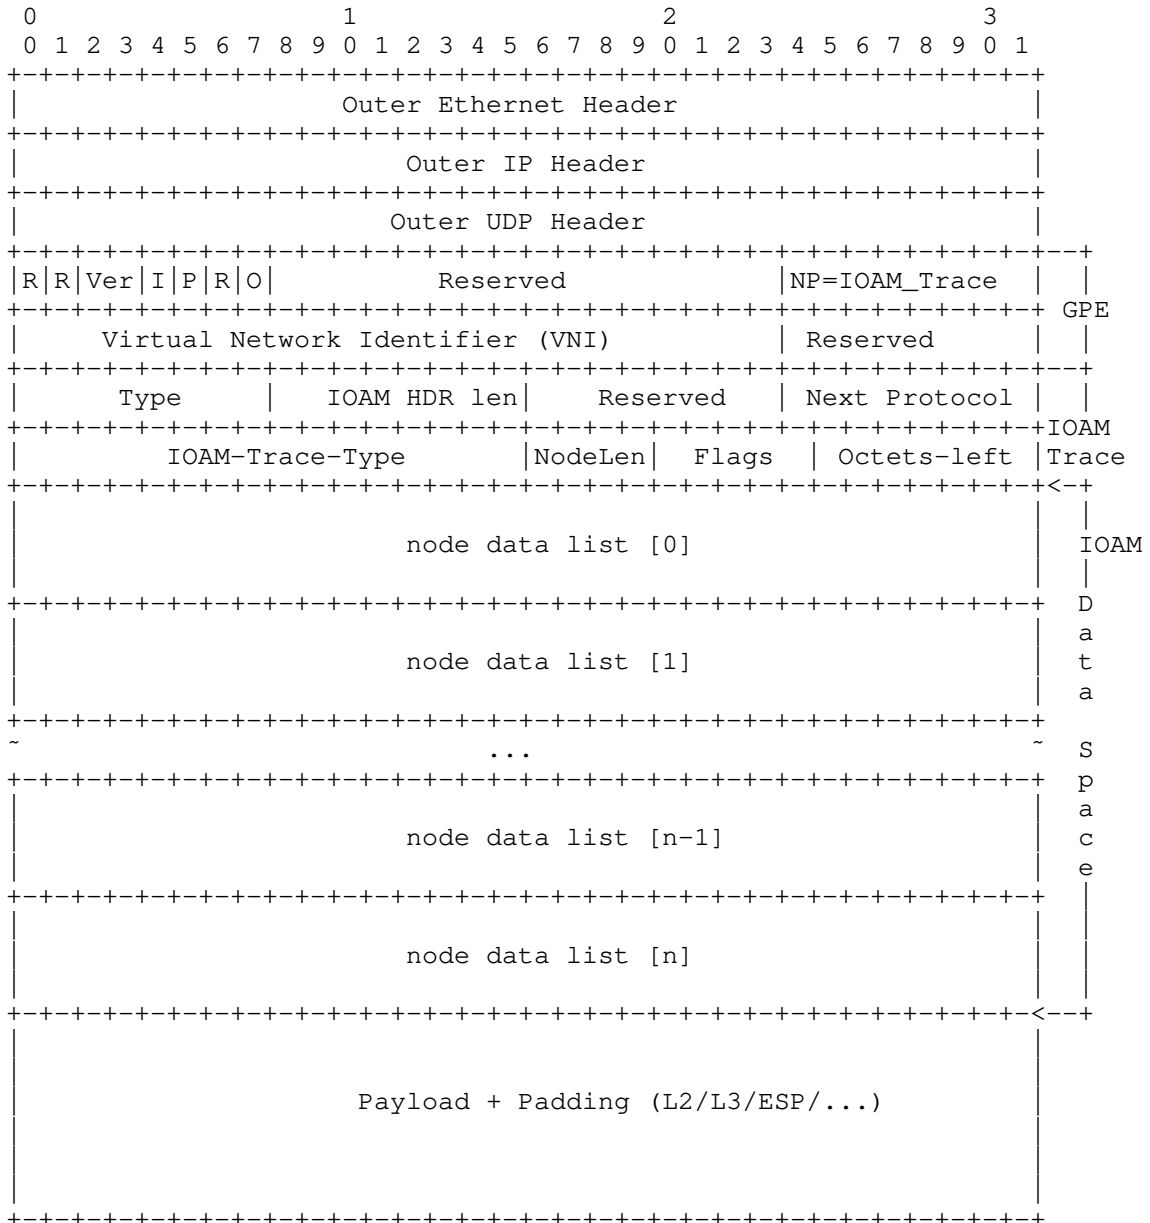 0                   1                   2                   3
0 1 2 3 4 5 6 7 8 9 0 1 2 3 4 5 6 7 8 9 0 1 2 3 4 5 6 7 8 9 0 1
+-+-+-+-+-+-+-+-+-+-+-+-+-+-+-+-+-+-+-+-+-+-+-+-+-+-+-+-+-+-+-+-+
|                    Outer Ethernet Header                      |
+-+-+-+-+-+-+-+-+-+-+-+-+-+-+-+-+-+-+-+-+-+-+-+-+-+-+-+-+-+-+-+-+
|                        Outer IP Header                        |
+-+-+-+-+-+-+-+-+-+-+-+-+-+-+-+-+-+-+-+-+-+-+-+-+-+-+-+-+-+-+-+-+
|                       Outer UDP Header                        |
+-+-+-+-+-+-+-+-+-+-+-+-+-+-+-+-+-+-+-+-+-+-+-+-+-+-+-+-+-+-+-+-+--+
|R|R|Ver|I|P|R|O|          Reserved             |NP=IOAM_Trace  |  |
+-+-+-+-+-+-+-+-+-+-+-+-+-+-+-+-+-+-+-+-+-+-+-+-+-+-+-+-+-+-+-+-+ GPE
|     Virtual Network Identifier (VNI)          | Reserved      |  |
+-+-+-+-+-+-+-+-+-+-+-+-+-+-+-+-+-+-+-+-+-+-+-+-+-+-+-+-+-+-+-+-+--+
|      Type     |   IOAM HDR len|    Reserved   | Next Protocol |  |
+-+-+-+-+-+-+-+-+-+-+-+-+-+-+-+-+-+-+-+-+-+-+-+-+-+-+-+-+-+-+-+-+IOAM
|         IOAM-Trace-Type       |NodeLen|  Flags  | Octets-left |Trace
+-+-+-+-+-+-+-+-+-+-+-+-+-+-+-+-+-+-+-+-+-+-+-+-+-+-+-+-+-+-+-+-+<-+
|                                                               |  |
|                        node data list [0]                     |  IOAM
|                                                               |  |
+-+-+-+-+-+-+-+-+-+-+-+-+-+-+-+-+-+-+-+-+-+-+-+-+-+-+-+-+-+-+-+-+  D
|                                                               |  a
|                        node data list [1]                     |  t
|                                                               |  a
+-+-+-+-+-+-+-+-+-+-+-+-+-+-+-+-+-+-+-+-+-+-+-+-+-+-+-+-+-+-+-+-+
~                             ...                               ~  S
+-+-+-+-+-+-+-+-+-+-+-+-+-+-+-+-+-+-+-+-+-+-+-+-+-+-+-+-+-+-+-+-+  p
|                                                               |  a
|                        node data list [n-1]                   |  c
|                                                               |  e
+-+-+-+-+-+-+-+-+-+-+-+-+-+-+-+-+-+-+-+-+-+-+-+-+-+-+-+-+-+-+-+-+  |
|                                                               |  |
|                        node data list [n]                     |  |
|                                                               |  |
+-+-+-+-+-+-+-+-+-+-+-+-+-+-+-+-+-+-+-+-+-+-+-+-+-+-+-+-+-+-+-+-<--+
|                                                               |
|                                                               |
|                     Payload + Padding (L2/L3/ESP/...)         |
|                                                               |
|                                                               |
|                                                               |
+-+-+-+-+-+-+-+-+-+-+-+-+-+-+-+-+-+-+-+-+-+-+-+-+-+-+-+-+-+-+-+-+